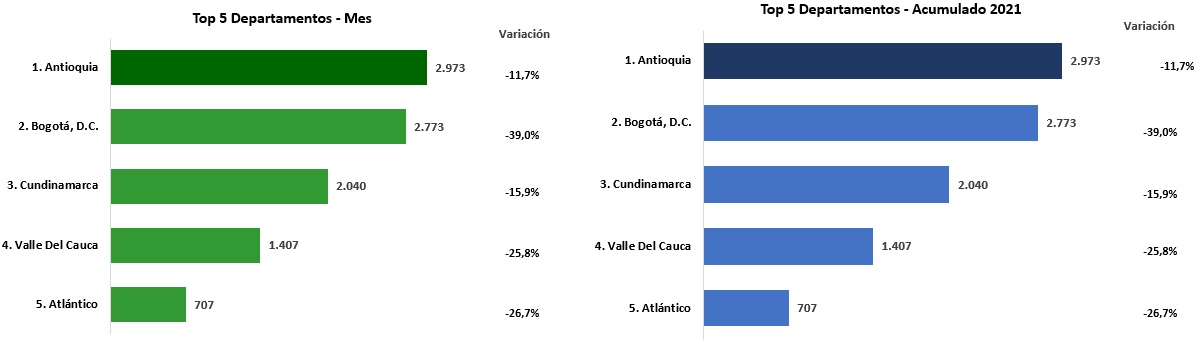 Top 5 Departamentos - Mes
Variación
1. Antioquia 2.973 -11,7%
2. Bogotá, D.C. 2.773 -39,0%
3. Cundinamarca 2.040 -15,9%
4. Valle Del Cauca 1.407 -25,8%
5. Atlántico 707 -26,7%
Top 5 Departamentos - Acumulado 2021
Variación
1. Antioquia 2.973 -11,7%
2. Bogotá, D.C. 2.773 -39,0%
3. Cundinamarca 2.040 -15,9%
4. Valle Del Cauca 1.407 -25,8%
5. Atlántico 707 -26,7%